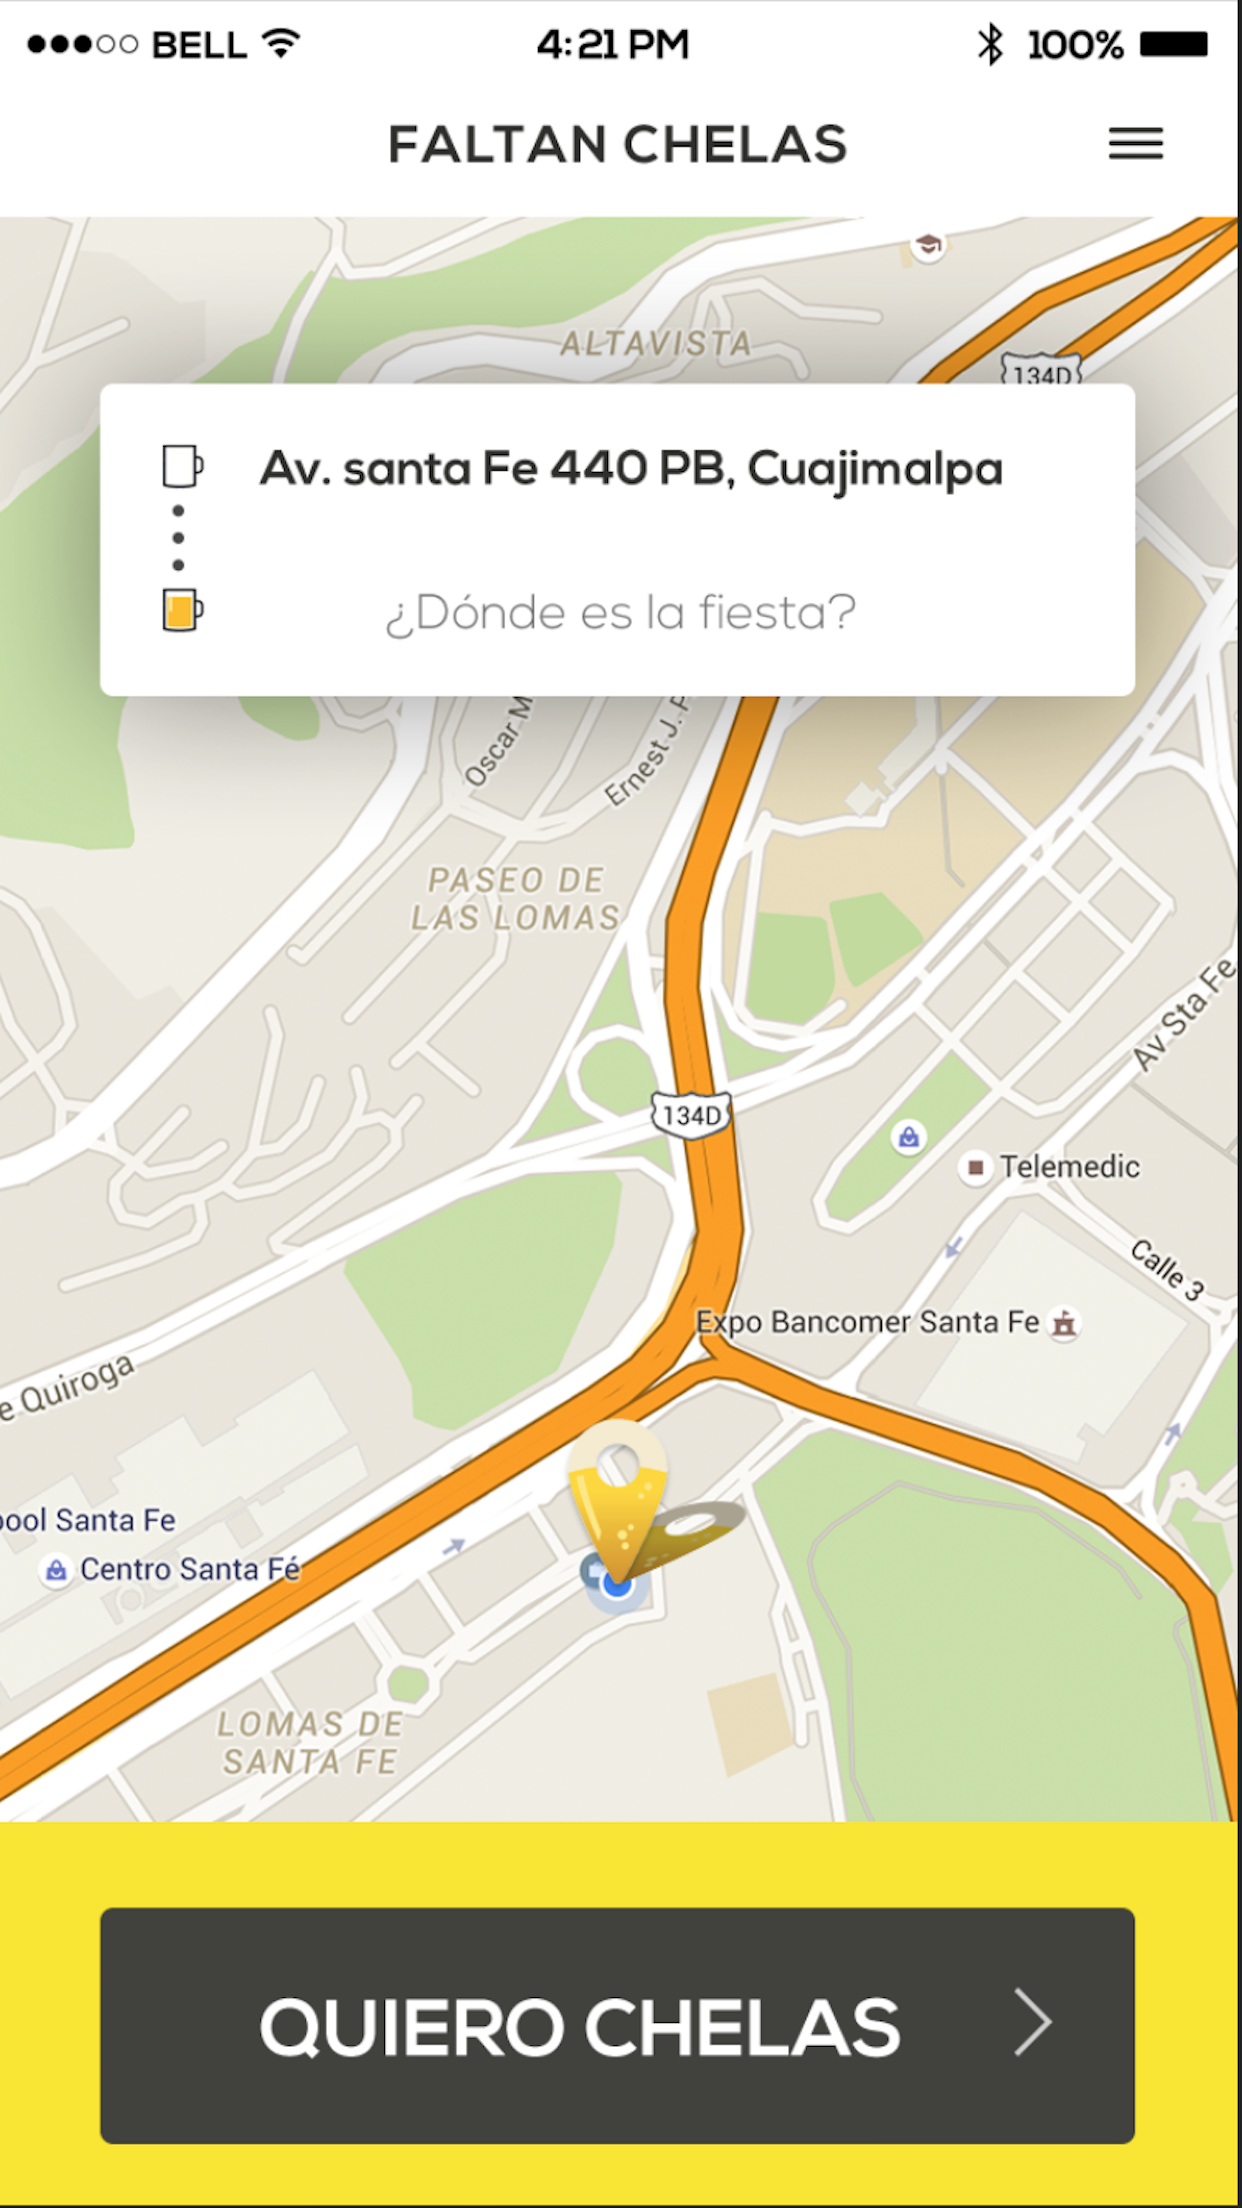 BELL 4:21 PM 100%
FALTAN CHELAS
ALTAVISTA
134D
Av. santa Fe 440 PB, Cuajimalpa
¿Dónde es la fiesta?
Oscar M
Ernest J. P
PASEO DE
LAS LOMAS
Av Sta Fe
134D
Telemedic
Calle 3
Expo Bancomer Santa Fe
e Quiroga
pool Santa Fe
Centro Santa Fé
LOMAS DE
SANTA FE
QUIERO CHELAS